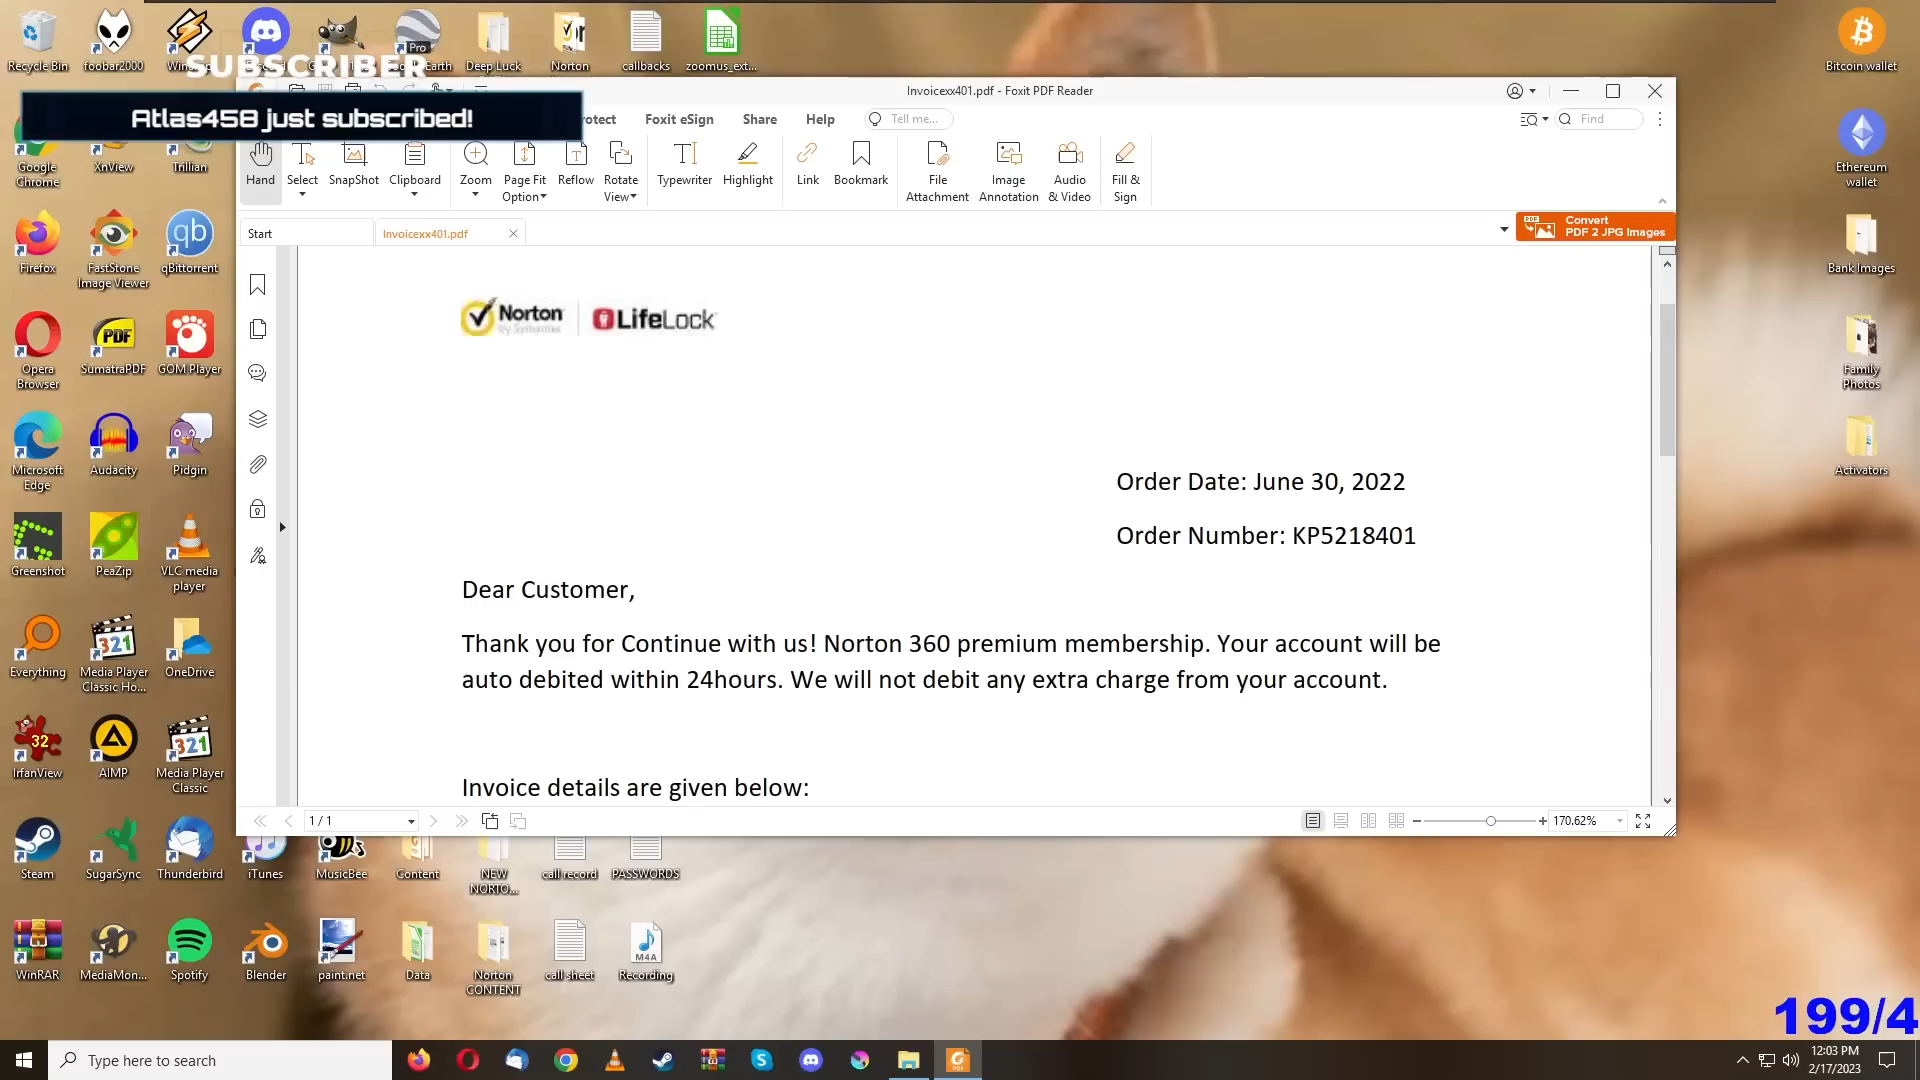 Recycle Bin
foobar2000
Pro
Deep Luck
Norton
callbacks
zoomus_ext...
Bitcoin wallet
SUBSCRIBER
Atlas458 just subscribed!
Invoicexx401.pdf - Foxit PDF Reader
Foxit eSign
Share
Help
Tell me...
Find
Hand
Select
SnapShot
Clipboard
Zoom
Page Fit
Option
Reflow
Rotate
View
Typewriter
Highlight
Link
Bookmark
File
Attachment
Image
Annotation
Audio
& Video
Fill &
Sign
Start
Invoicexx401.pdf
Convert
PDF 2 JPG Images
Norton
by Symantec
LifeLock
Order Date: June 30, 2022
Order Number: KP5218401
Dear Customer,
Thank you for Continue with us! Norton 360 premium membership. Your account will be
auto debited within 24hours. We will not debit any extra charge from your account.
Invoice details are given below:
1 / 1
170.62%
Google
Chrome
XnView
Trillian
Firefox
FastStone
Image Viewer
qBittorrent
Opera
Browser
SumatraPDF
GOM Player
Microsoft
Edge
Audacity
Pidgin
Greenshot
PeaZip
VLC media
player
Everything
Media Player
Classic Ho...
OneDrive
IrfanView
AIMP
Media Player
Classic
Steam
SugarSync
Thunderbird
iTunes
MusicBee
Content
NEW
NORTO...
call record
PASSWORDS
WinRAR
MediaMon...
Spotify
Blender
paint.net
Data
Norton
CONTENT
call sheet
M4A
Recording
Ethereum
wallet
Bank Images
Family
Photos
Activators
199/4
Type here to search
12:03 PM
2/17/2023